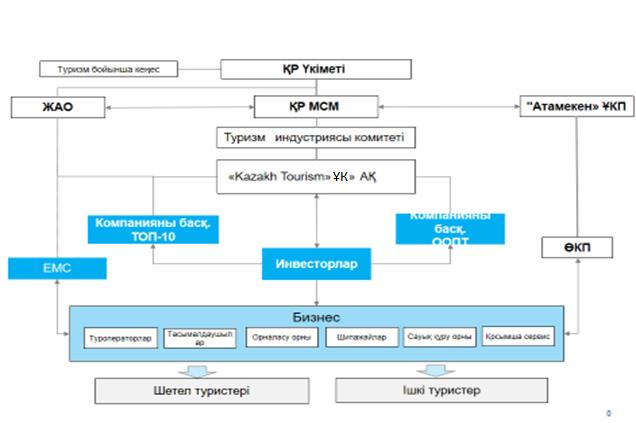 ҚР Үкіметі
Туризм бойынша кеңес
ЖАО
ҚР МСМ
"Атамекен» ҰКП
Туризм индустриясы комитеті
«Kazakh Tourism» ҰК» АҚ
Компанияны басқ.
ТОП-10
Компанияны
басқ.
ООПТ
ӨКП
ЕМС
Инвесторлар
Бизнес
Туроператорлар
Тасымалдаушыл
ар
Орналасу орны
Шипажайлар
Сауық құру орны
Қосымша сервис
Шетел туристері
Ішкі туристер
0